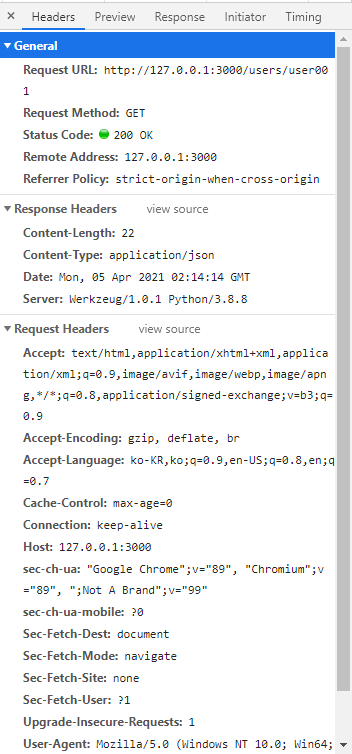 × Headers Preview Response Initiator Timing
▼ General
Request URL: http://127.0.0.1:3000/users/user00
1
Request Method: GET
Status Code: 200 OK
Remote Address: 127.0.0.1:3000
Referrer Policy: strict-origin-when-cross-origin
▼ Response Headers view source
Content-Length: 22
Content-Type: application/json
Date: Mon, 05 Apr 2021 02:14:14 GMT
Server: Werkzeug/1.0.1 Python/3.8.8
▼ Request Headers view source
Accept: text/html,application/xhtml+xml,applica
tion/xml;q=0.9,image/avif,image/webp,image/apn
g,*/*;q=0.8,application/signed-exchange;v=b3;q=
0.9
Accept-Encoding: gzip, deflate, br
Accept-Language: ko-KR,ko;q=0.9,en-US;q=0.8,en;q
=0.7
Cache-Control: max-age=0
Connection: keep-alive
Host: 127.0.0.1:3000
sec-ch-ua: "Google Chrome";v="89", "Chromium";v
="89", ";Not A Brand";v="99"
sec-ch-ua-mobile: ?0
Sec-Fetch-Dest: document
Sec-Fetch-Mode: navigate
Sec-Fetch-Site: none
Sec-Fetch-User: ?1
Upgrade-Insecure-Requests: 1
User-Agent: Mozilla/5.0 (Windows NT 10.0; Win64;